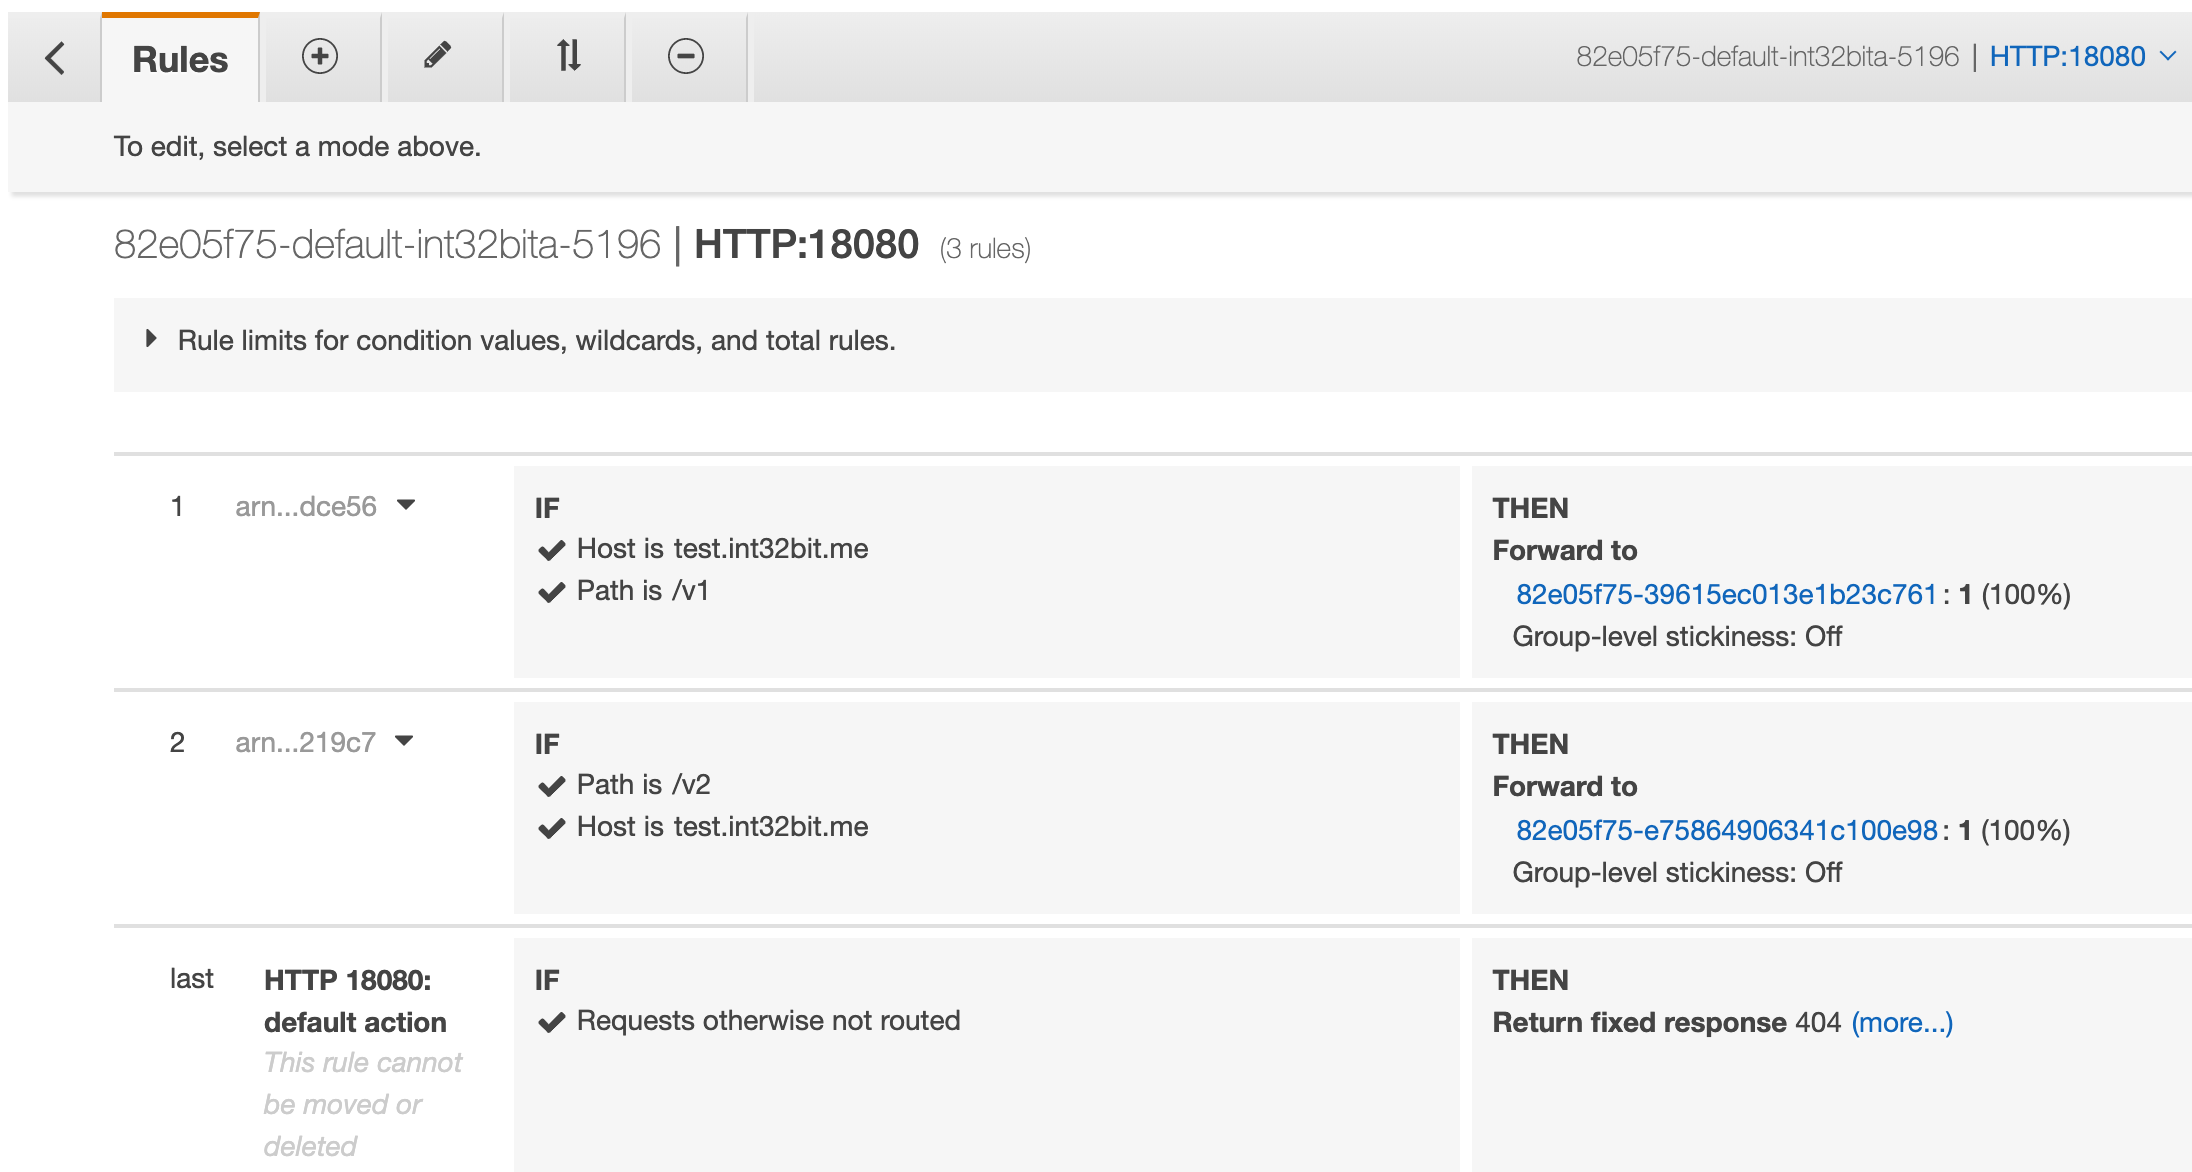 Rules
82e05f75-default-int32bita-5196 | HTTP:18080
To edit, select a mode above.
82e05f75-default-int32bita-5196 | HTTP:18080 (3 rules)
Rule limits for condition values, wildcards, and total rules.
1 arn...dce56
IF
Host is test.int32bit.me
Path is /v1
THEN
Forward to
82e05f75-39615ec013e1b23c761: 1 (100%)
Group-level stickiness: Off
2 arn...219c7
IF
Path is /v2
Host is test.int32bit.me
THEN
Forward to
82e05f75-e75864906341c100e98: 1 (100%)
Group-level stickiness: Off
last
HTTP 18080:
default action
This rule cannot
be moved or
deleted
IF
Requests otherwise not routed
THEN
Return fixed response 404 (more...)